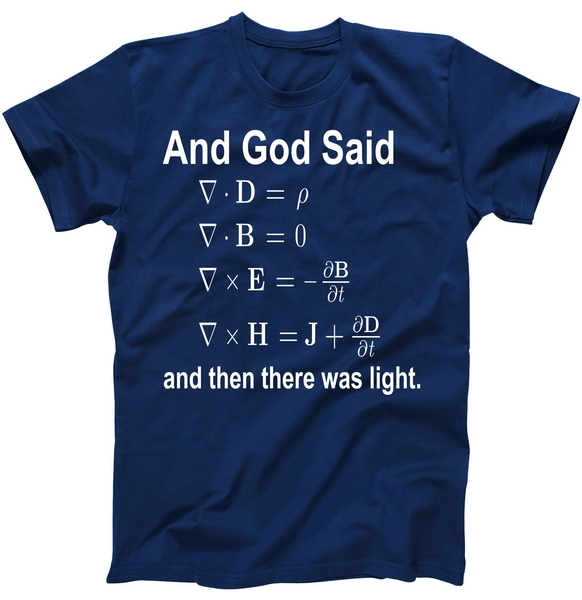 And God Said
∇ · D = ρ
∇ · B = 0
∇ × E = -∂B/∂t
∇ × H = J + ∂D/∂t
and then there was light.